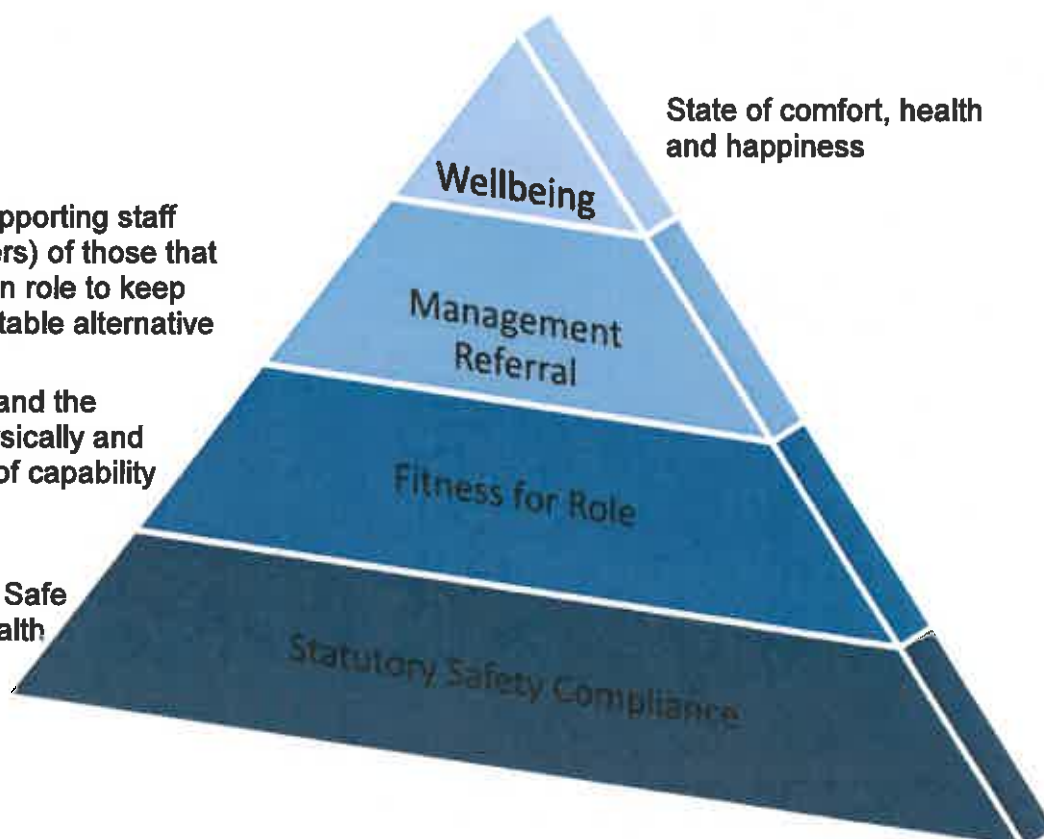 State of comfort, health
and happiness
Wellbeing
pporting staff
ers) of those that
n role to keep
table alternative
Management
Referral
and the
ysically and
of capability
Fitness for Role
Safe
alth
Statutory Safety Compliance